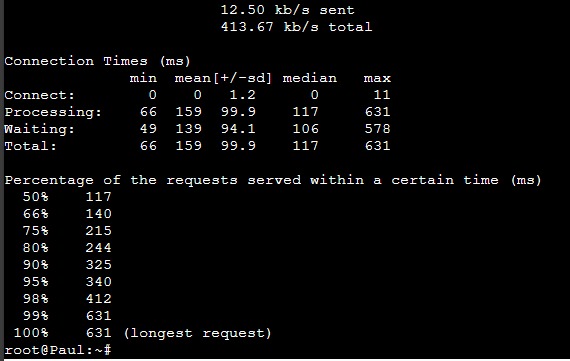 12.50 kb/s sent
413.67 kb/s total
Connection Times (ms)
min mean[+/-sd] median max
Connect: 0 0 1.2 0 11
Processing: 66 159 99.9 117 631
Waiting: 49 139 94.1 106 578
Total: 66 159 99.9 117 631
Percentage of the requests served within a certain time (ms)
50% 117
66% 140
75% 215
80% 244
90% 325
95% 340
98% 412
99% 631
100% 631 (longest request)
root@Paul:~#